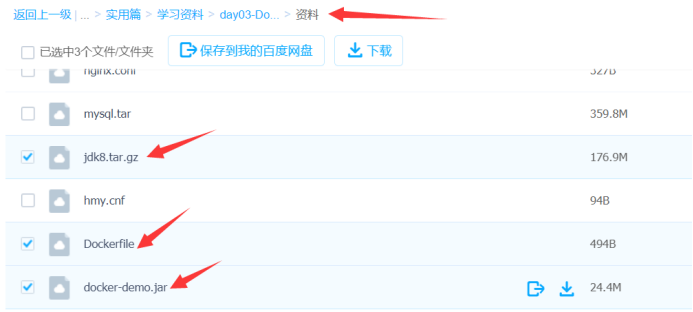 返回上一级 | ... > 实用篇 > 学习资料 > day03-Do... > 资料
已选中3个文件/文件夹 保存到我的百度网盘 下载
nginx.conf 327B
mysql.tar 359.8M
jdk8.tar.gz 176.9M
hmy.cnf 94B
Dockerfile 494B
docker-demo.jar 24.4M